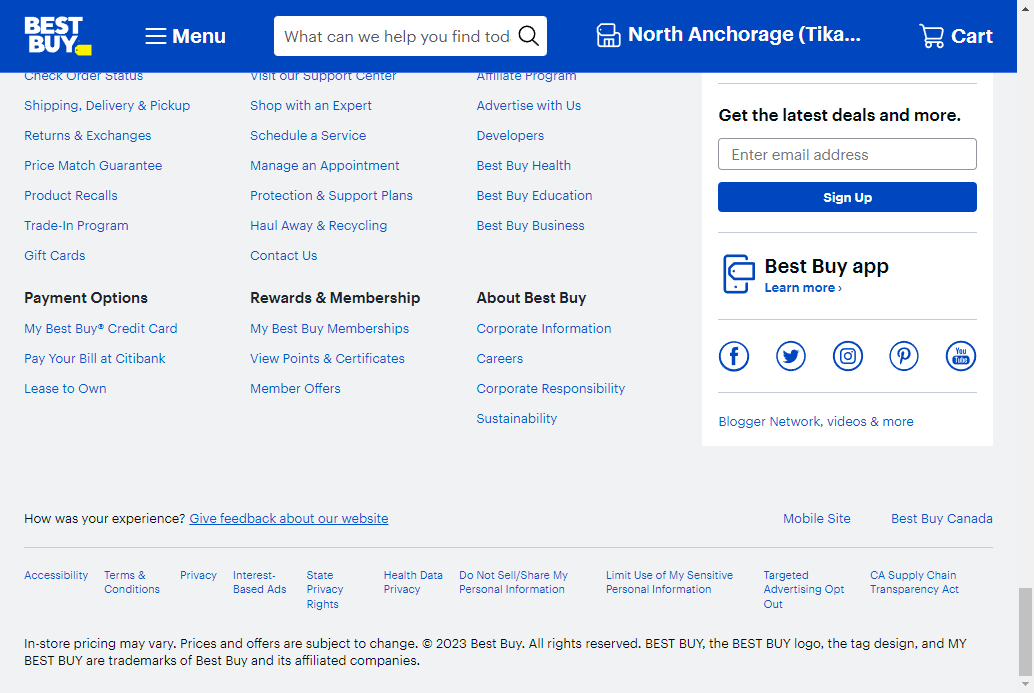 BEST
BUY
Menu
What can we help you find tod
North Anchorage (Tika...
Cart
Check Order Status
Shipping, Delivery & Pickup
Returns & Exchanges
Price Match Guarantee
Product Recalls
Trade-In Program
Gift Cards
Visit our Support Center
Shop with an Expert
Schedule a Service
Manage an Appointment
Protection & Support Plans
Haul Away & Recycling
Contact Us
Affiliate Program
Advertise with Us
Developers
Best Buy Health
Best Buy Education
Best Buy Business
Payment Options
My Best Buy® Credit Card
Pay Your Bill at Citibank
Lease to Own
Rewards & Membership
My Best Buy Memberships
View Points & Certificates
Member Offers
About Best Buy
Corporate Information
Careers
Corporate Responsibility
Sustainability
Get the latest deals and more.
Enter email address
Sign Up
Best Buy app
Learn more ›
You
Tube
Blogger Network, videos & more
How was your experience? Give feedback about our website
Mobile Site
Best Buy Canada
Accessibility
Terms &
Conditions
Privacy
Interest-
Based Ads
State
Privacy
Rights
Health Data
Privacy
Do Not Sell/Share My
Personal Information
Limit Use of My Sensitive
Personal Information
Targeted
Advertising Opt
Out
CA Supply Chain
Transparency Act
In-store pricing may vary. Prices and offers are subject to change. © 2023 Best Buy. All rights reserved. BEST BUY, the BEST BUY logo, the tag design, and MY
BEST BUY are trademarks of Best Buy and its affiliated companies.